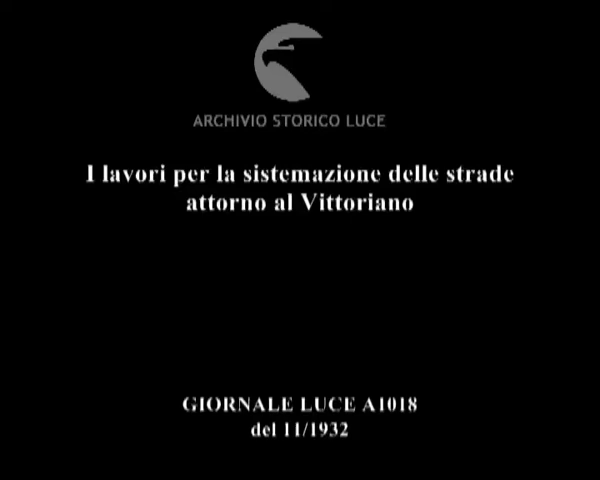 ARCHIVIO STORICO LUCE
I lavori per la sistemazione delle strade
attorno al Vittoriano
GIORNALE LUCE A1018
del 11/1932